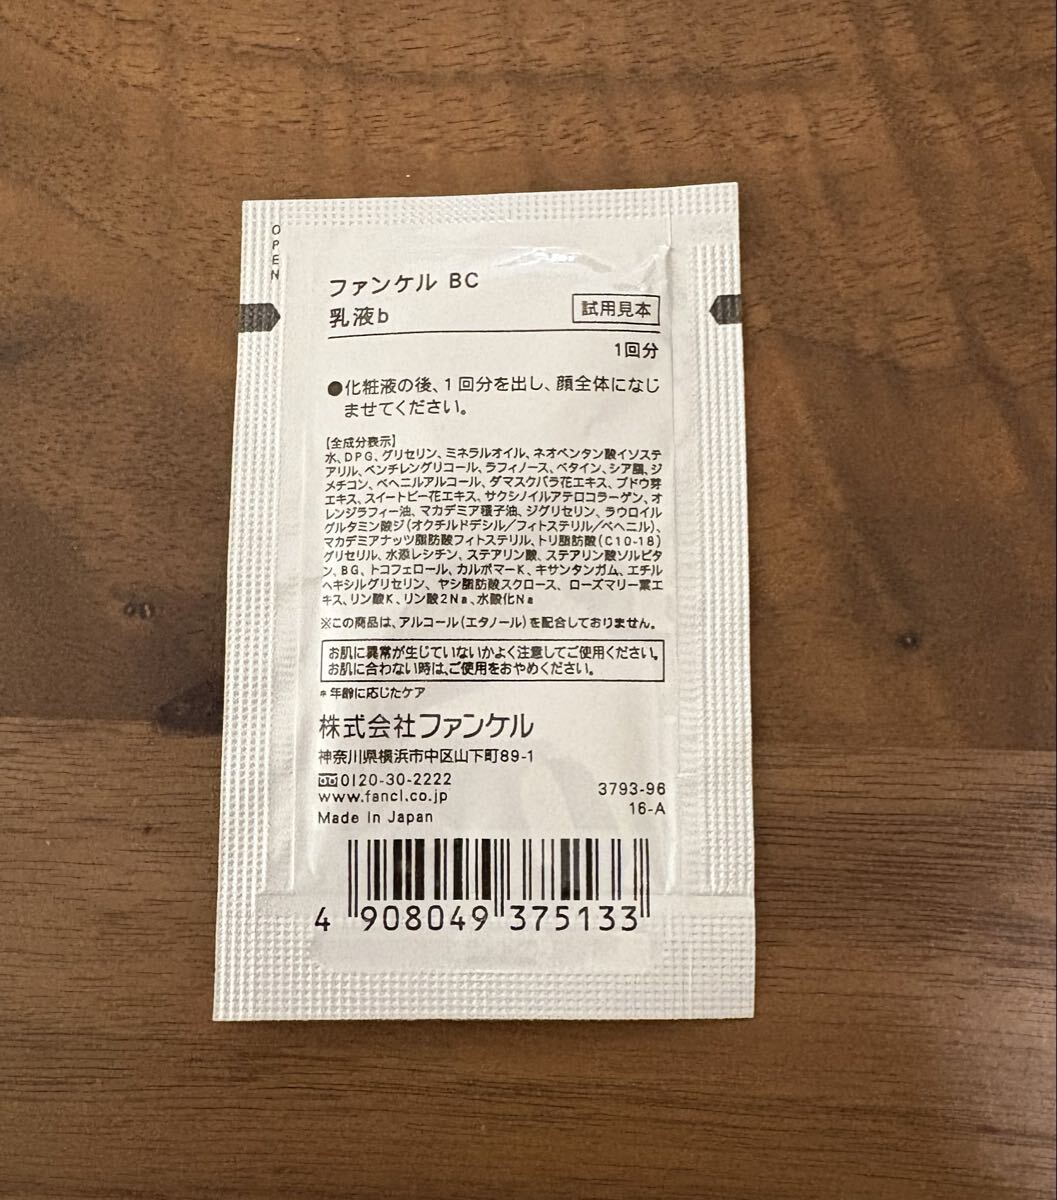 OPEN
ファンケル BC
乳液b
試用見本
1回分
●化粧液の後、1回分を出し、顔全体になじ
ませてください。
【全成分表示】
水、DPG、グリセリン、ミネラルオイル、ネオペンタン酸イソステ
アリル、ペンチレングリコール、ラフィノース、ベタイン、シア脂、ジ
メチコン、ベヘニルアルコール、ダマスクバラ花エキス、ブドウ芽
エキス、スイートピー花エキス、サクシノイルアテロコラーゲン、オ
レンジラフィー油、マカデミア種子油、ジグリセリン、ラウロイル
グルタミン酸ジ(オクチルドデシル/フィトステリル/ベヘニル)、
マカデミアナッツ脂肪酸フィトステリル、トリ脂肪酸(C10-18)
グリセリル、水添レシチン、ステアリン酸、ステアリン酸ソルビタ
ン、BG、トコフェロール、カルボマーK、キサンタンガム、エチル
ヘキシルグリセリン、ヤシ脂肪酸スクロース、ローズマリー葉エ
キス、リン酸K、リン酸2Na、水酸化Na
※この商品は、アルコール(エタノール)を配合しておりません。
お肌に異常が生じていないかよく注意してご使用ください。
お肌に合わない時は、ご使用をおやめください。
*年齢に応じたケア
株式会社ファンケル
神奈川県横浜市中区山下町89-1
0120-30-2222
www.fancl.co.jp
Made In Japan
3793-96
16-A
4 908049 375133